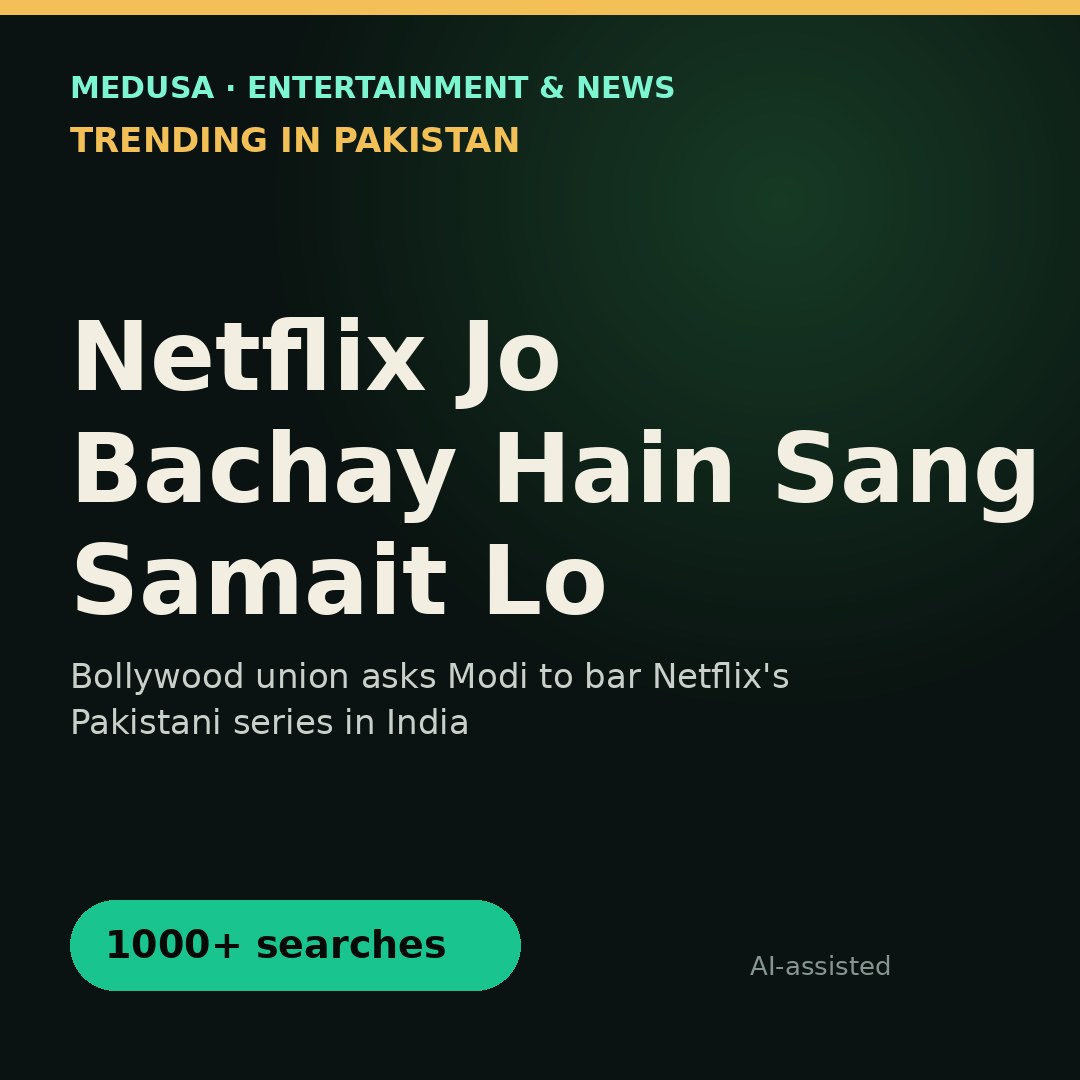 MEDUSA · ENTERTAINMENT & NEWS
TRENDING IN PAKISTAN
Netflix Jo
Bachay Hain Sang
Samait Lo
Bollywood union asks Modi to bar Netflix's
Pakistani series in India
1000+ searches
AI-assisted